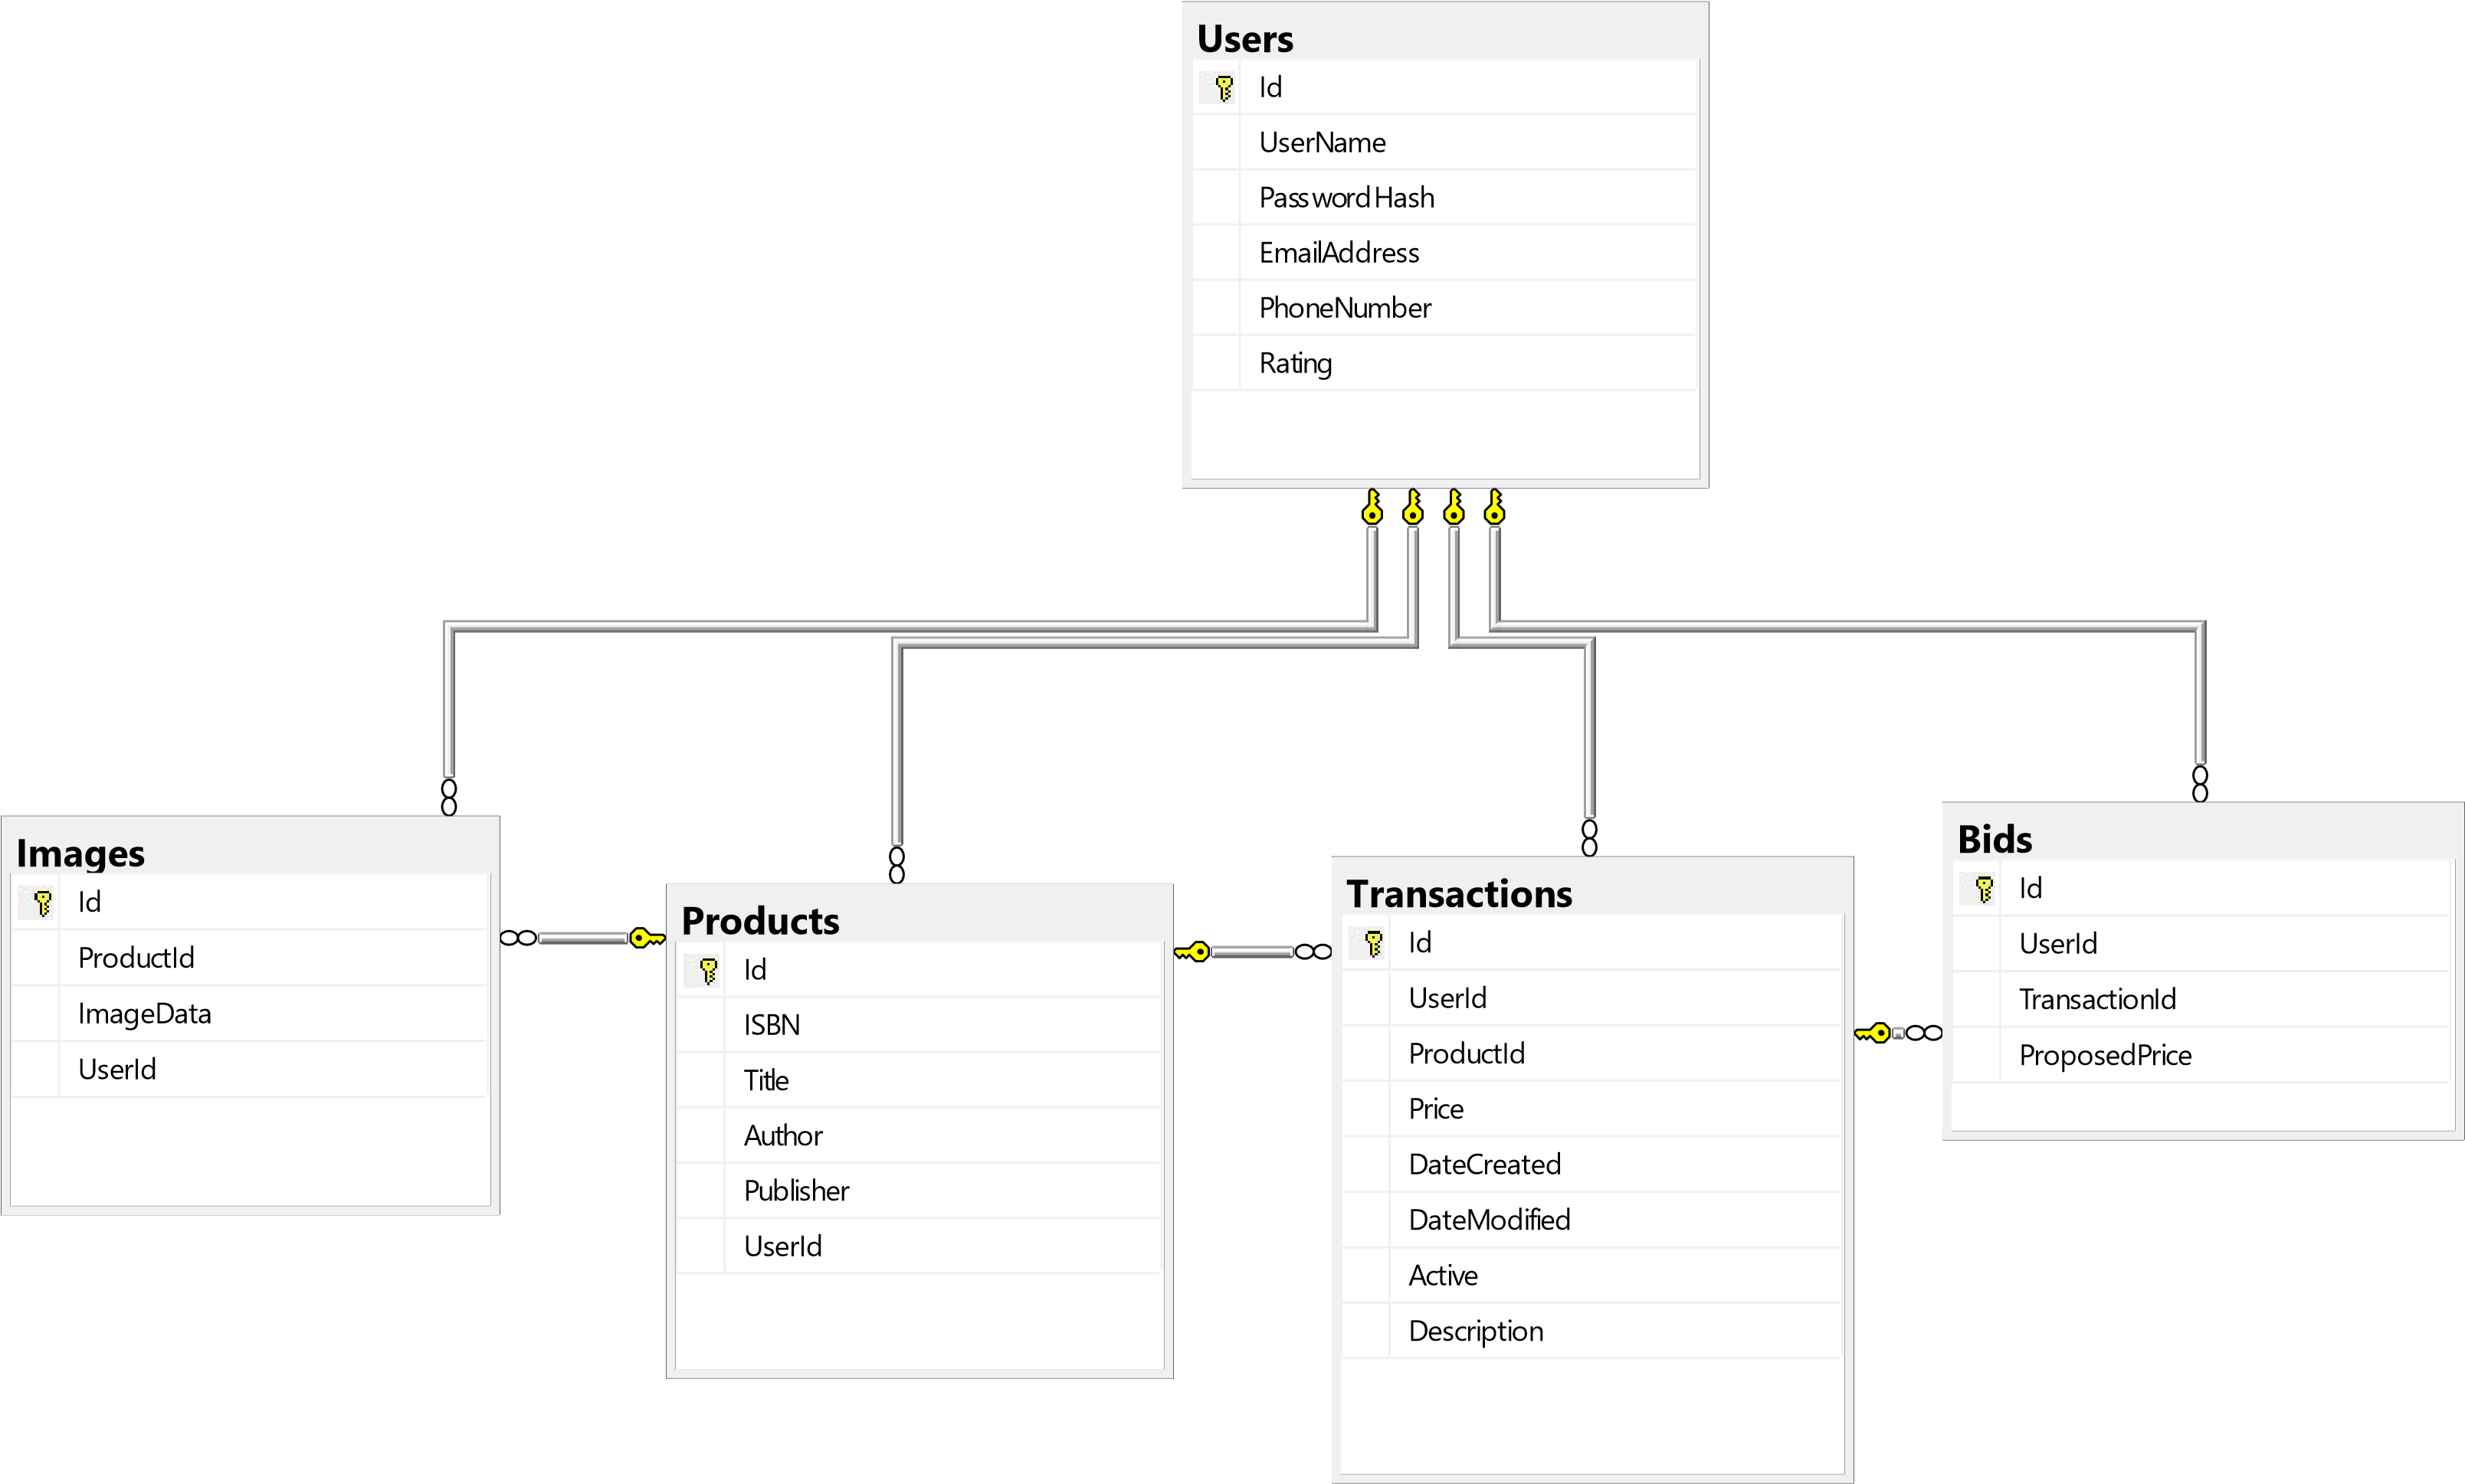 Users
Id
UserName
PasswordHash
EmailAddress
PhoneNumber
Rating
Images
Id
ProductId
ImageData
UserId
Products
Id
ISBN
Title
Author
Publisher
UserId
Transactions
Id
UserId
ProductId
Price
DateCreated
DateModified
Active
Description
Bids
Id
UserId
TransactionId
ProposedPrice